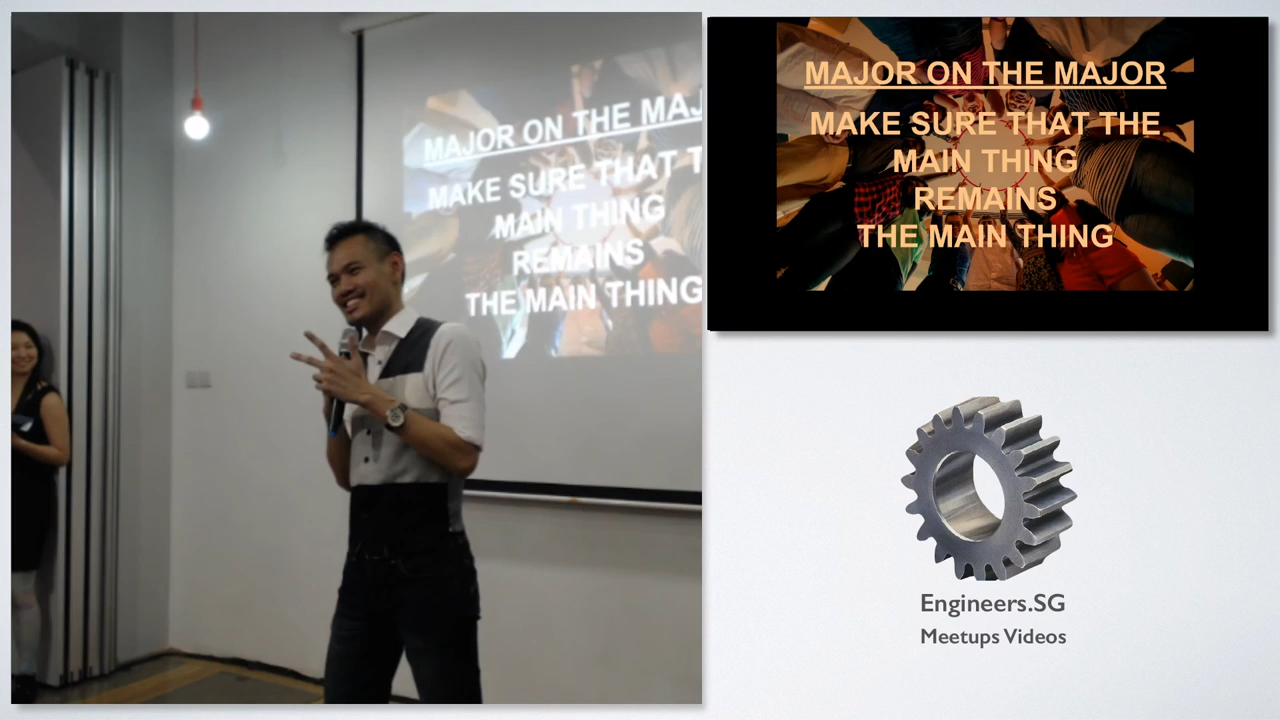 MAJOR ON THE MAJ
MAKE SURE THAT T
MAIN THING
REMAINS
THE MAIN THING
MAJOR ON THE MAJOR
MAKE SURE THAT THE
MAIN THING
REMAINS
THE MAIN THING
Engineers.SG
Meetups Videos